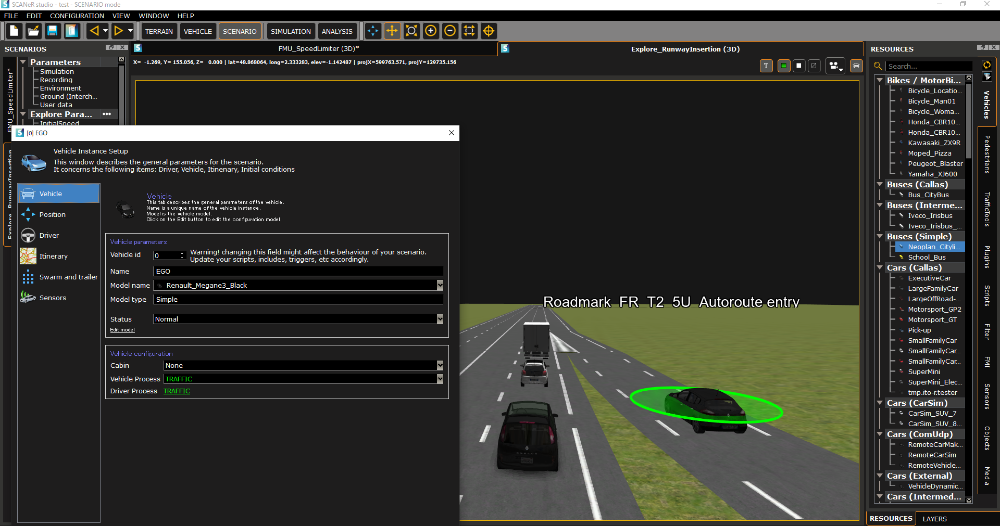 SCANeR studio - test - SCENARIO mode
FILE EDIT CONFIGURATION VIEW WINDOW HELP
TERRAIN VEHICLE SCENARIO SIMULATION ANALYSIS
SCENARIOS
Parameters
Simulation
Recording
Environment
Ground (Interch...
User data
Explore Para... •••
InitialSpeed
FMU_SpeedLimiter*
Explore_RunwayInsertion
FMU_SpeedLimiter (3D)*
Explore_RunwayInsertion (3D)
X= -1.269, Y= 155.056, Z= 0.000 | lat=48.868064, long=2.333283, elev=-1.142487 | projX=599763.571, projY=129735.156
T
[0] EGO
Vehicle Instance Setup
This window describes the general parameters for the scenario.
It concerns the following items: Driver, Vehicle, Itinenary, Initial conditions
Vehicle
Position
Driver
Itinerary
Swarm and trailer
Sensors
Vehicle
This tab describes the general parameters of the vehicle.
Name is a unique name of the vehicle instance.
Model is the vehicle model.
Click on the Edit button to edit the configuration model.
Vehicle parameters
Vehicle id 0 Warning! changing this field might affect the behaviour of your scenario.
Update your scripts, includes, triggers, etc accordingly.
Name EGO
Model name Renault_Megane3_Black
Model type Simple
Status Normal
Edit model
Vehicle configuration
Cabin None
Vehicle Process TRAFFIC
Driver Process TRAFFIC
Roadmark FR T2 5U Autoroute entry
ESPACE
RESOURCES
Search...
Bikes / MotorBi...
Bicycle_Locatio...
Bicycle_Man01
Bicycle_Woma...
Honda_CBR10...
Honda_CBR10...
Kawasaki_ZX9R
Moped_Pizza
Peugeot_Blaster
Yamaha_XJ600
Buses (Callas)
Bus_CityBus
Buses (Interme...
Iveco_Irisbus
Iveco_Irisbus_...
Buses (Simple)
Neoplan_Cityli...
School_Bus
Cars (Callas)
ExecutiveCar
LargeFamilyCar
LargeOffRoad-...
Motorsport_GP2
Motorsport_GT
Pick-up
SmallFamilyCar
SmallFamilyCar...
SmallFamilyCar...
SuperMini
SuperMini_Elec...
tmp.ito-r.tester
Cars (CarSim)
CarSim_SUV_7
CarSim_SUV_8...
Cars (ComUdp)
RemoteCarMak...
RemoteCarSim
RemoteVehicle...
Cars (External)
VehicleDynamic...
Cars (Intermed...
Vehicles
Pedestrians
TrafficTools
Plugins
Scripts
Filter
FMI
Sensors
Objects
Media
RESOURCES LAYERS